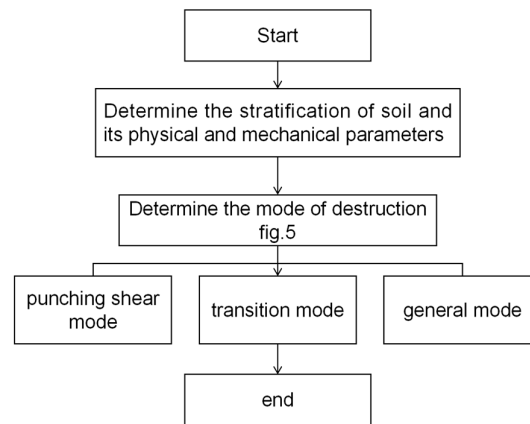 Start
Determine the stratification of soil and
its physical and mechanical parameters
Determine the mode of destruction
fig.5
punching shear
mode
transition mode
general mode
end